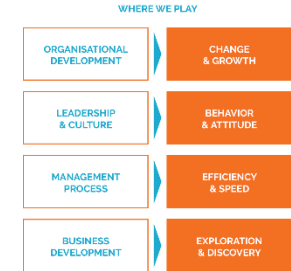 WHERE WE PLAY
ORGANISATIONAL
DEVELOPMENT
CHANGE
& GROWTH
LEADERSHIP
& CULTURE
BEHAVIOR
& ATTITUDE
MANAGEMENT
PROCESS
EFFICIENCY
& SPEED
BUSINESS
DEVELOPMENT
EXPLORATION
& DISCOVERY